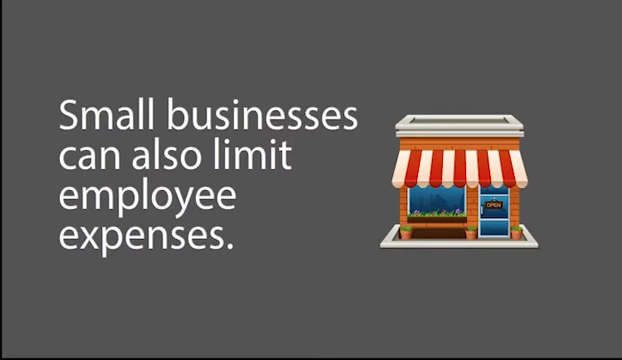 Small businesses
can also limit
employee
expenses.
OPEN